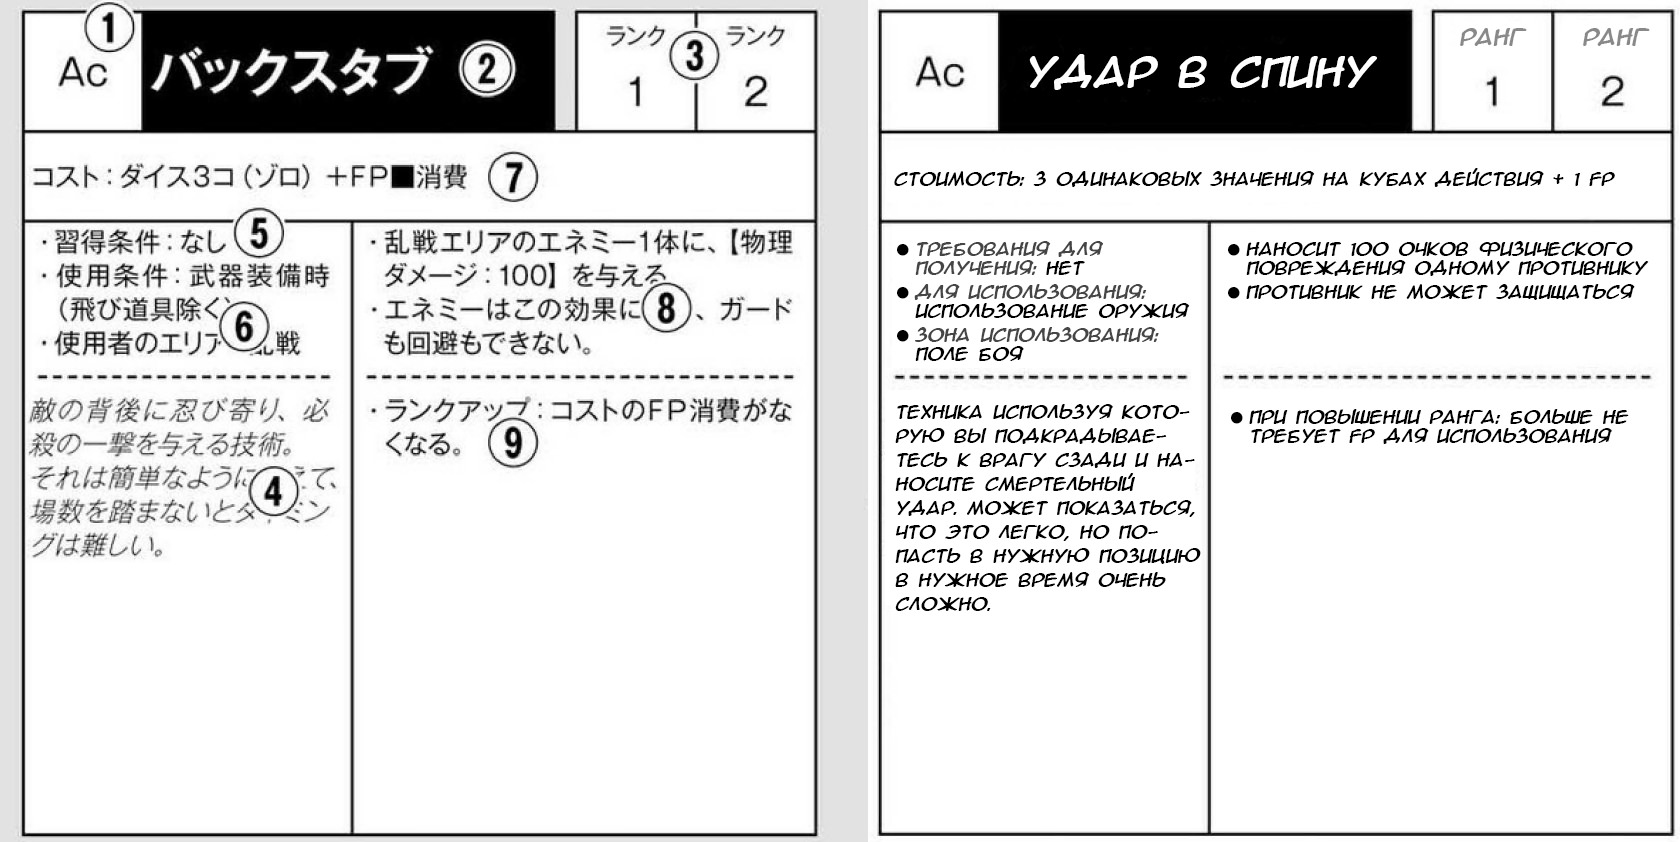 ① Ac
バックスタブ ②
ランク ③ ランク
1 2
コスト：ダイス3コ（ゾロ）＋FP■消費 ⑦
・習得条件：なし ⑤
・使用条件：武器装備時
（飛び道具除く
⑥
・使用者のエリア 乱戦
敵の背後に忍び寄り、必
殺の一撃を与える技術。
それは簡単なように ④ えて、
場数を踏まないとタイミン
グは難しい。
・乱戦エリアのエネミー1体に、【物理
ダメージ：100】を与える
・エネミーはこの効果に ⑧ 、ガード
も回避もできない。
・ランクアップ：コストのFP消費がな
くなる。 ⑨
Ac
УДАР В СПИНУ
РАНГ РАНГ
1 2
СТОИМОСТЬ: 3 ОДИНАКОВЫХ ЗНАЧЕНИЯ НА КУБАХ ДЕЙСТВИЯ + 1 FP
● ТРЕБОВАНИЯ ДЛЯ
ПОЛУЧЕНИЯ: НЕТ
● ДЛЯ ИСПОЛЬЗОВАНИЯ:
ИСПОЛЬЗОВАНИЕ ОРУЖИЯ
● ЗОНА ИСПОЛЬЗОВАНИЯ:
ПОЛЕ БОЯ
ТЕХНИКА ИСПОЛЬЗУЯ КОТО-
РУЮ ВЫ ПОДКРАДЫВАЕ-
ТЕСЬ К ВРАГУ СЗАДИ И НА-
НОСИТЕ СМЕРТЕЛЬНЫЙ
УДАР. МОЖЕТ ПОКАЗАТЬСЯ,
ЧТО ЭТО ЛЕГКО, НО ПО-
ПАСТЬ В НУЖНУЮ ПОЗИЦИЮ
В НУЖНОЕ ВРЕМЯ ОЧЕНЬ
СЛОЖНО.
● НАНОСИТ 100 ОЧКОВ ФИЗИЧЕСКОГО
ПОВРЕЖДЕНИЯ ОДНОМУ ПРОТИВНИКУ
● ПРОТИВНИК НЕ МОЖЕТ ЗАЩИЩАТЬСЯ
● ПРИ ПОВЫШЕНИИ РАНГА: БОЛЬШЕ НЕ
ТРЕБУЕТ FP ДЛЯ ИСПОЛЬЗОВАНИЯ